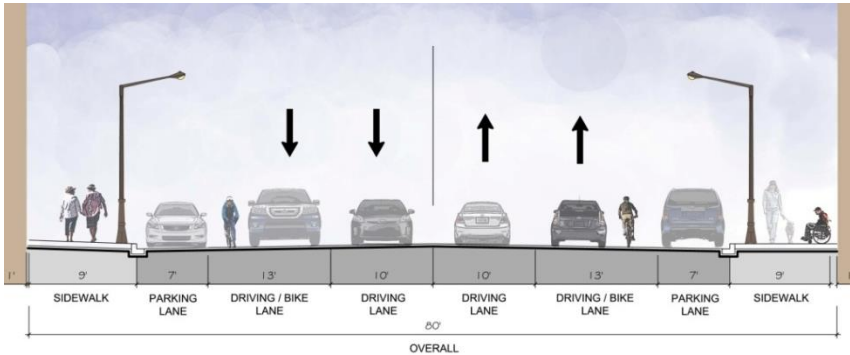 1' 9' 7' 13' 10' 10' 13' 7' 9' 1
SIDEWALK PARKING LANE DRIVING / BIKE LANE DRIVING LANE DRIVING LANE DRIVING / BIKE LANE PARKING LANE SIDEWALK
80'
OVERALL